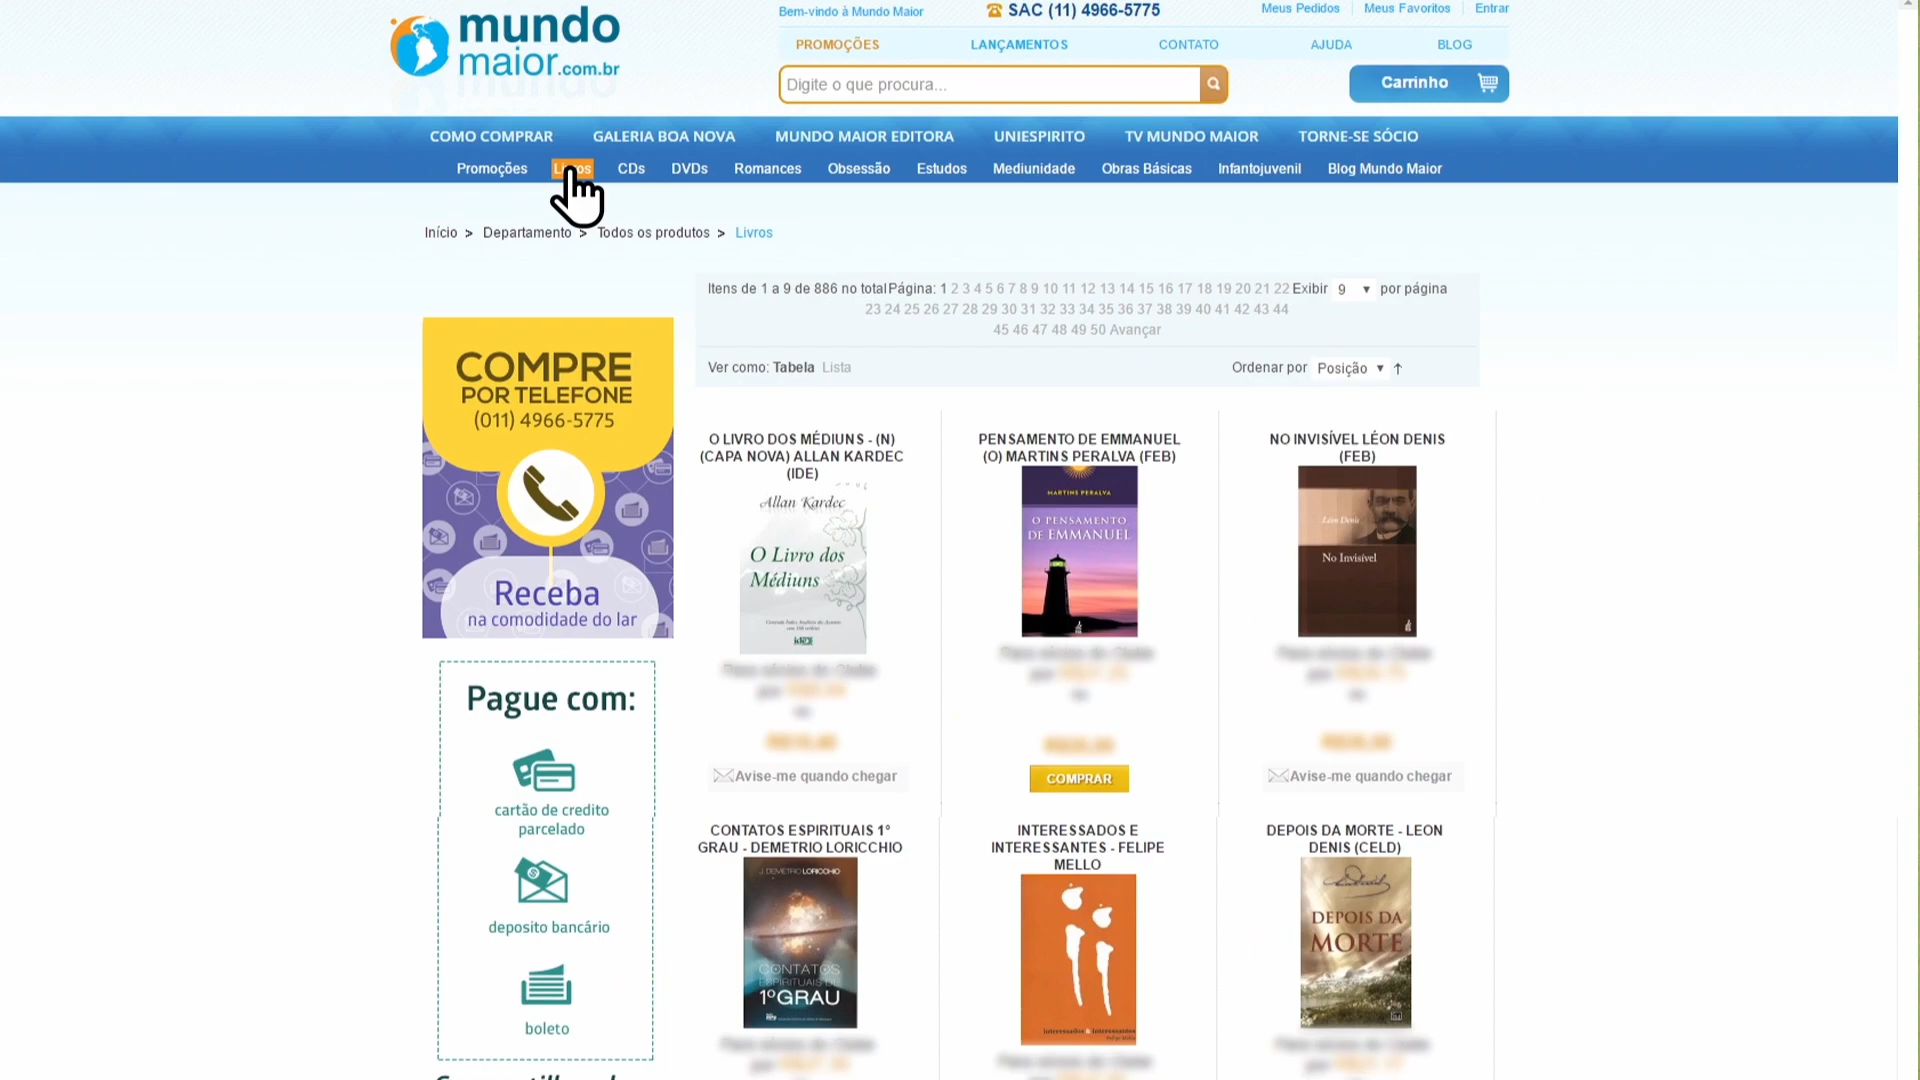 mundo
maior.com.br
Bem-vindo à Mundo Maior
SAC (11) 4966-5775
Meus Pedidos
Meus Favoritos
Entrar
PROMOÇÕES
LANÇAMENTOS
CONTATO
AJUDA
BLOG
Digite o que procura...
Carrinho
COMO COMPRAR
GALERIA BOA NOVA
MUNDO MAIOR EDITORA
UNIESPIRITO
TV MUNDO MAIOR
TORNE-SE SÓCIO
Promoções
CDs
DVDs
Romances
Obsessão
Estudos
Mediunidade
Obras Básicas
Infantojuvenil
Blog Mundo Maior
Início > Departamento > Todos os produtos > Livros
Itens de 1 a 9 de 886 no total
Página: 1 2 3 4 5 6 7 8 9 10 11 12 13 14 15 16 17 18 19 20 21 22
23 24 25 26 27 28 29 30 31 32 33 34 35 36 37 38 39 40 41 42 43 44
45 46 47 48 49 50 Avançar
Exibir 9 por página
Ver como: Tabela Lista
Ordenar por Posição
COMPRE
POR TELEFONE
(011) 4966-5775
Receba
na comodidade do lar
Pague com:
cartão de credito
parcelado
deposito bancário
boleto
O LIVRO DOS MÉDIUNS - (N)
(CAPA NOVA) ALLAN KARDEC
(IDE)
Allan Kardec
O Livro dos
Médiuns
Avise-me quando chegar
PENSAMENTO DE EMMANUEL
(O) MARTINS PERALVA (FEB)
MARTINS PERALVA
O PENSAMENTO
DE EMMANUEL
COMPRAR
NO INVISÍVEL LÉON DENIS
(FEB)
Léon Denis
No Invisível
Avise-me quando chegar
CONTATOS ESPIRITUAIS 1°
GRAU - DEMETRIO LORICCHIO
J. DEMETRIO LORICCHIO
CONTATOS
ESPIRITUAIS DE
1º GRAU
INTERESSADOS E
INTERESSANTES - FELIPE
MELLO
interessados & interessantes
Felipe Mello
DEPOIS DA MORTE - LEON
DENIS (CELD)
DEPOIS DA
MORTE